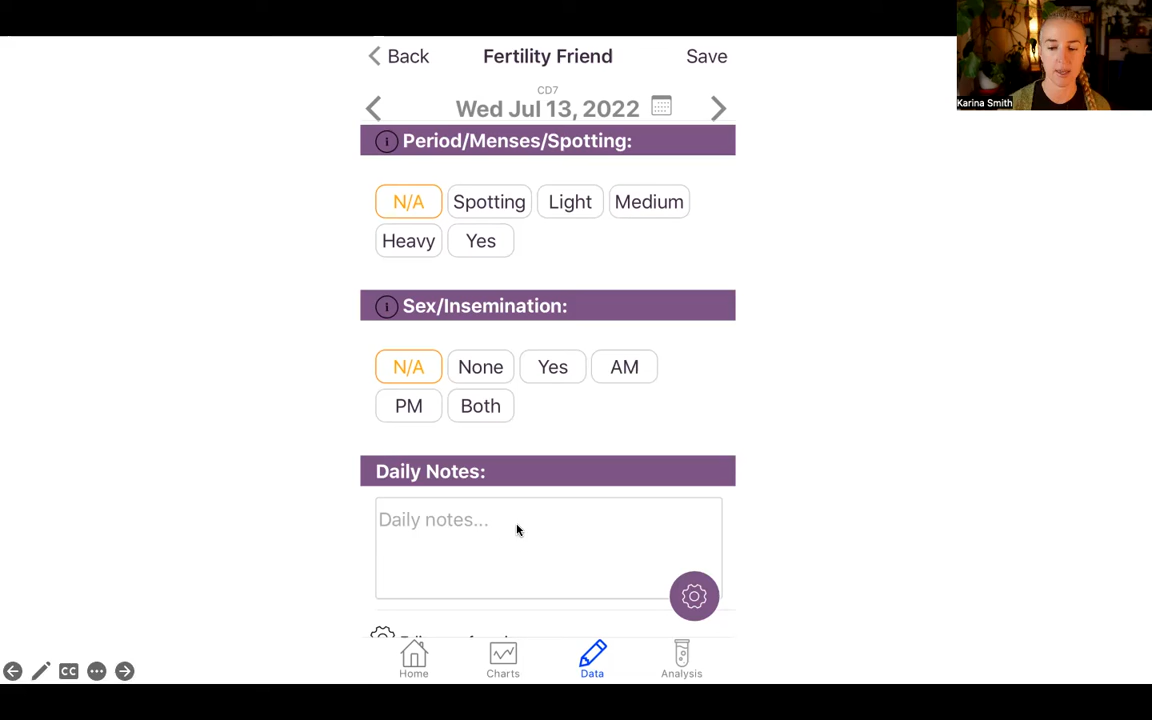 Back Fertility Friend Save
CD7
Wed Jul 13, 2022
Karina Smith
Period/Menses/Spotting:
N/A Spotting Light Medium
Heavy Yes
Sex/Insemination:
N/A None Yes AM
PM Both
Daily Notes:
Daily notes...
Home Charts Data Analysis
CC